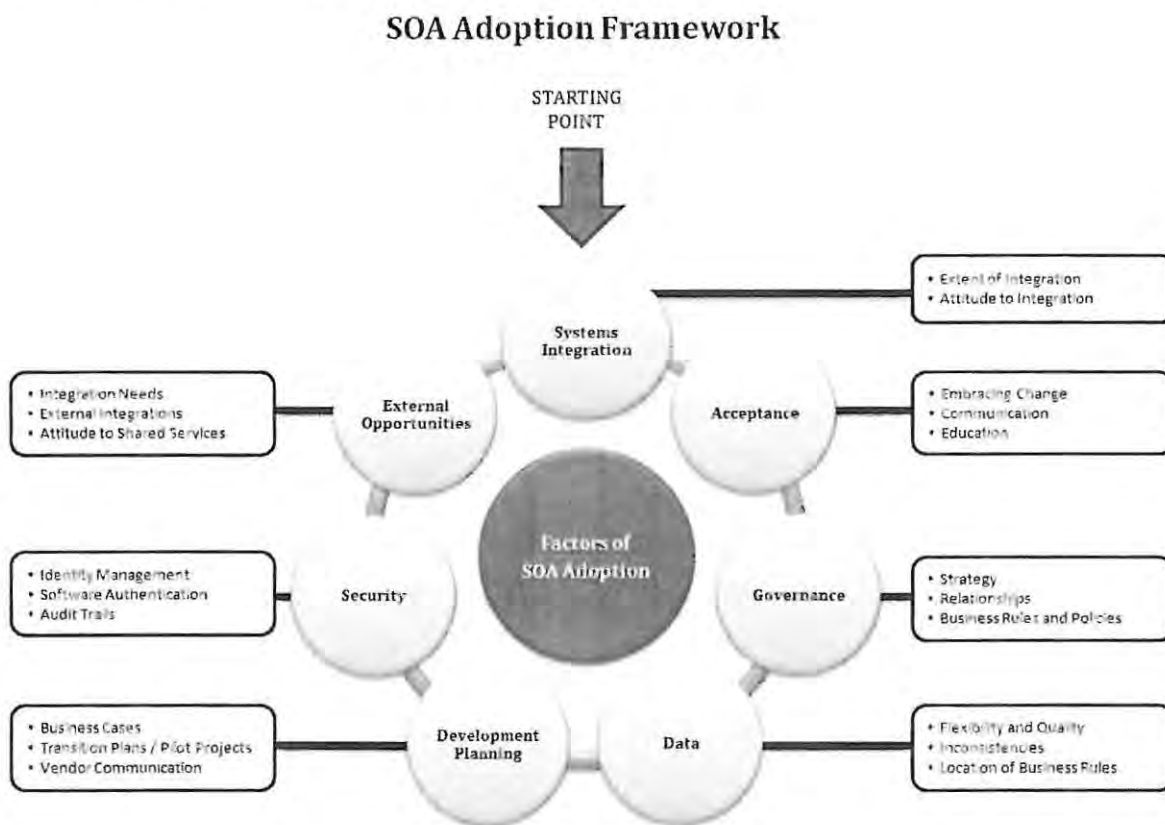 SOA Adoption Framework
STARTING
POINT
Systems
Integration
• Extent of Integration
• Attitude to Integration
Acceptance
• Embracing Change
• Communication
• Education
Governance
• Strategy
• Relationships
• Business Rules and Policies
Data
• Flexibility and Quality
• Inconsistences
• Location of Business Rules
Development
Planning
• Business Cases
• Transition Plans / Pilot Projects
• Vendor Communication
Security
• Identity Management
• Software Authentication
• Audit Trails
External
Opportunities
• Integration Needs
• External Integrations
• Attitude to Shared Services
Factors of
SOA Adoption